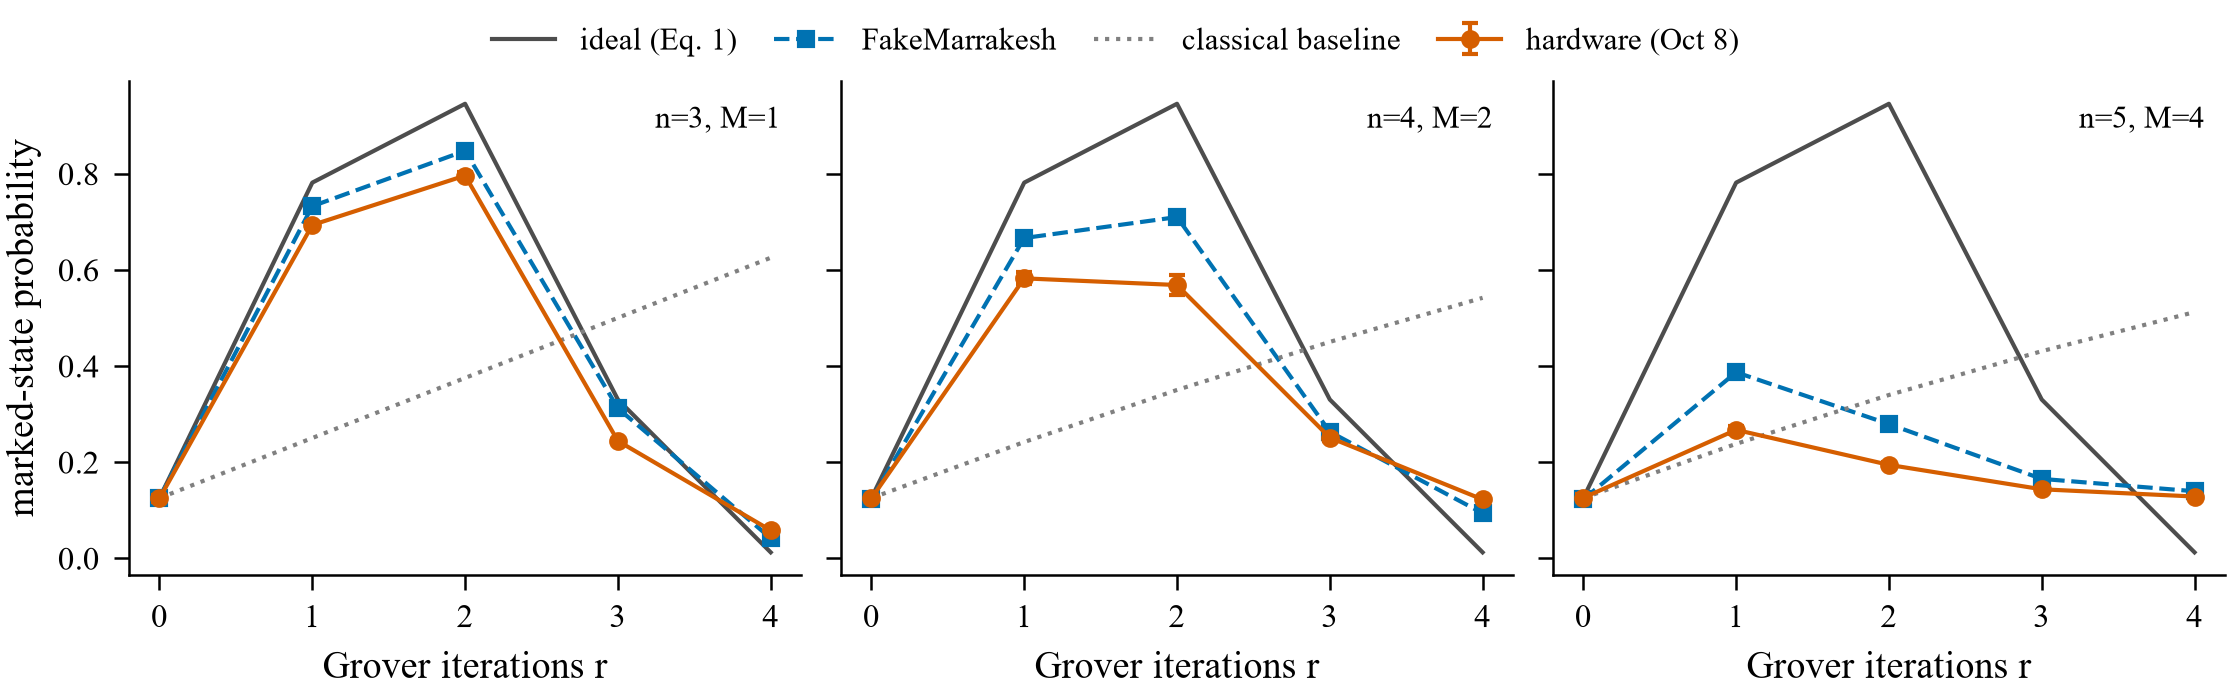 ideal (Eq. 1) FakeMarrakesh classical baseline hardware (Oct 8)
n=3, M=1 n=4, M=2 n=5, M=4
marked-state probability
0.8
0.6
0.4
0.2
0.0
0 1 2 3 4 0 1 2 3 4 0 1 2 3 4
Grover iterations r Grover iterations r Grover iterations r